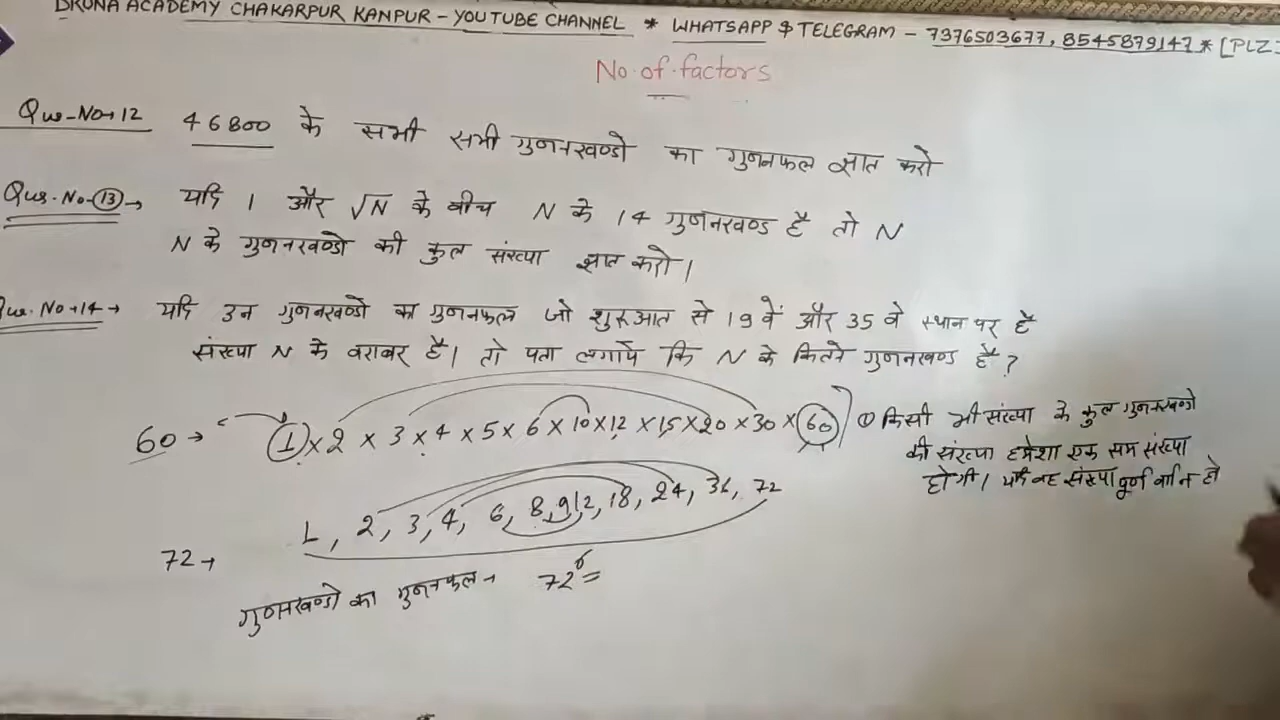 DRONA ACADEMY CHAKARPUR KANPUR - YOUTUBE CHANNEL * WHATSAPP & TELEGRAM - 7376503677, 8545879147 * [PLZ
No. of. factors
Que-No→12 46800 के सभी सभी गुणनखण्डो का गुणनफल ज्ञात करो
Que. No-(13)→ यदि 1 और √N के बीच N के 14 गुणनखण्ड है तो N
N के गुणनखण्डो की कुल संख्या ज्ञात करो।
Que. No→14→ यदि उन गुणनखण्डो का गुणनफल जो शुरूआत से 19 वें और 35 वे स्थान पर है
संख्या N के बराबर है। तो पता लगाये कि N के कितने गुणनखण्ड है?
60→ 1 × 2 × 3 × 4 × 5 × 6 × 10 × 12 × 15 × 20 × 30 × 60
① किसी भी संख्या के कुल गुणनखण्डो
की संख्या हमेशा एक सम संख्या
होगी। यदि वह संख्या पूर्ण वर्ग न हो
72→ 1, 2, 3, 4, 6, 8, 9, 12, 18, 24, 36, 72
गुणनखण्डो का गुणनफल→ 72⁶=